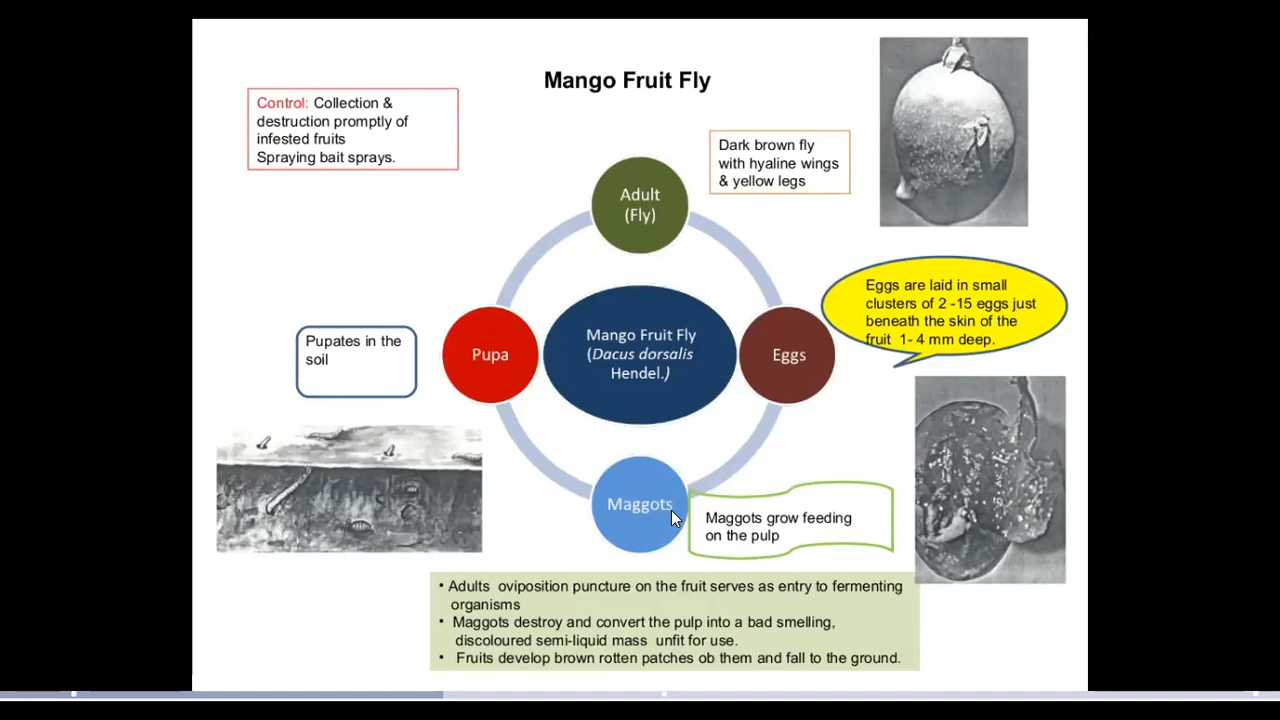 Mango Fruit Fly
Control: Collection &
destruction promptly of
infested fruits
Spraying bait sprays.
Dark brown fly
with hyaline wings
& yellow legs
Adult
(Fly)
Eggs are laid in small
clusters of 2 -15 eggs just
beneath the skin of the
fruit 1- 4 mm deep.
Pupates in the
soil
Pupa
Mango Fruit Fly
(Dacus dorsalis
Hendel.)
Eggs
Maggots
Maggots grow feeding
on the pulp
• Adults oviposition puncture on the fruit serves as entry to fermenting
organisms
• Maggots destroy and convert the pulp into a bad smelling,
discoloured semi-liquid mass unfit for use.
• Fruits develop brown rotten patches ob them and fall to the ground.